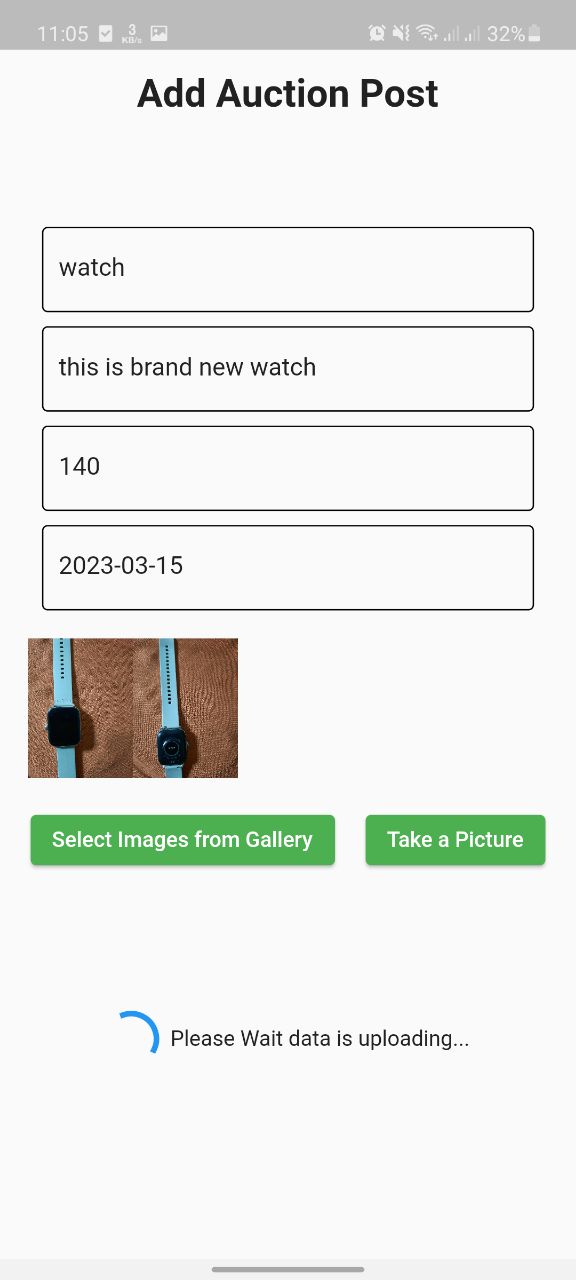 11:05 3 KB/s 32%
Add Auction Post
watch
this is brand new watch
140
2023-03-15
Select Images from Gallery Take a Picture
Please Wait data is uploading...